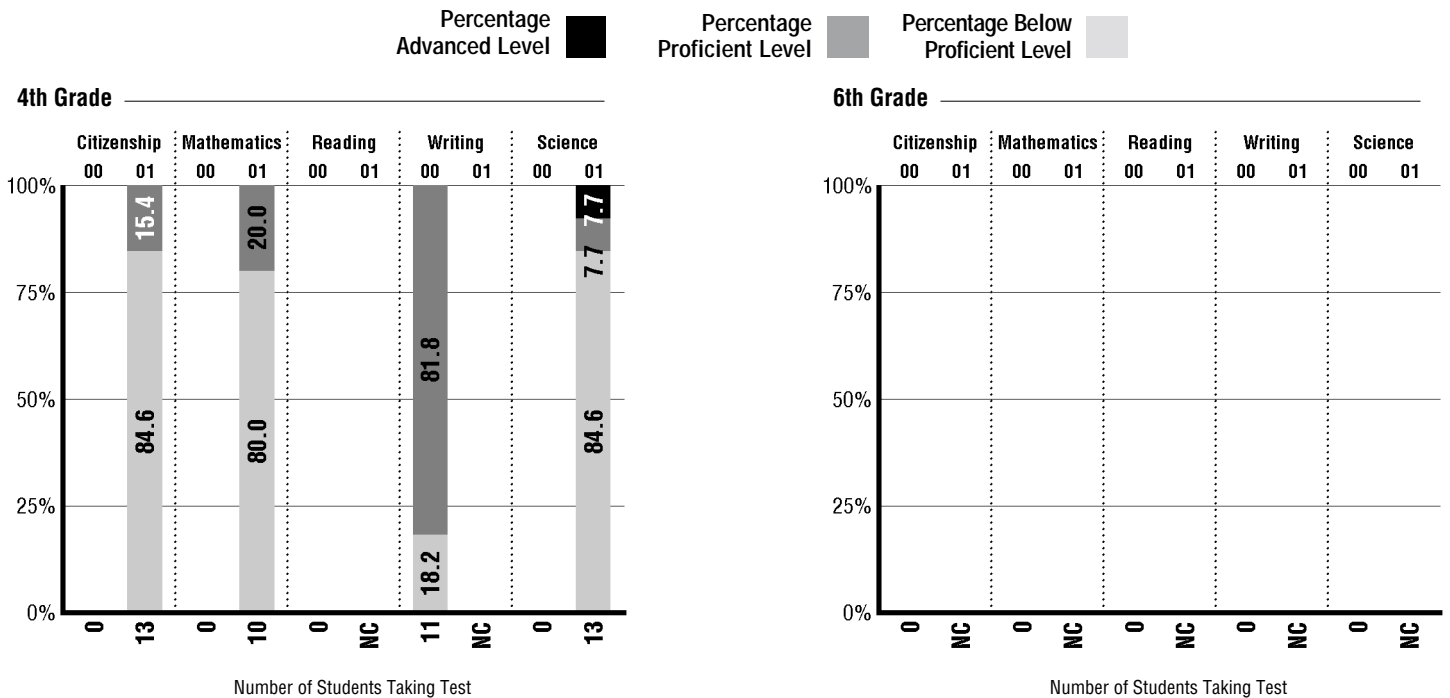 Percentage
Advanced Level
Percentage
Proficient Level
Percentage Below
Proficient Level
4th Grade
Citizenship Mathematics Reading Writing Science
00 01 00 01 00 01 00 01 00 01
100%
75%
50%
25%
0%
15.4
84.6
20.0
80.0
81.8
18.2
7.7
7.7
84.6
0 13 0 10 0 NC 11 NC 0 13
Number of Students Taking Test
6th Grade
Citizenship Mathematics Reading Writing Science
00 01 00 01 00 01 00 01 00 01
100%
75%
50%
25%
0%
0 NC 0 NC 0 NC 0 NC 0 NC
Number of Students Taking Test